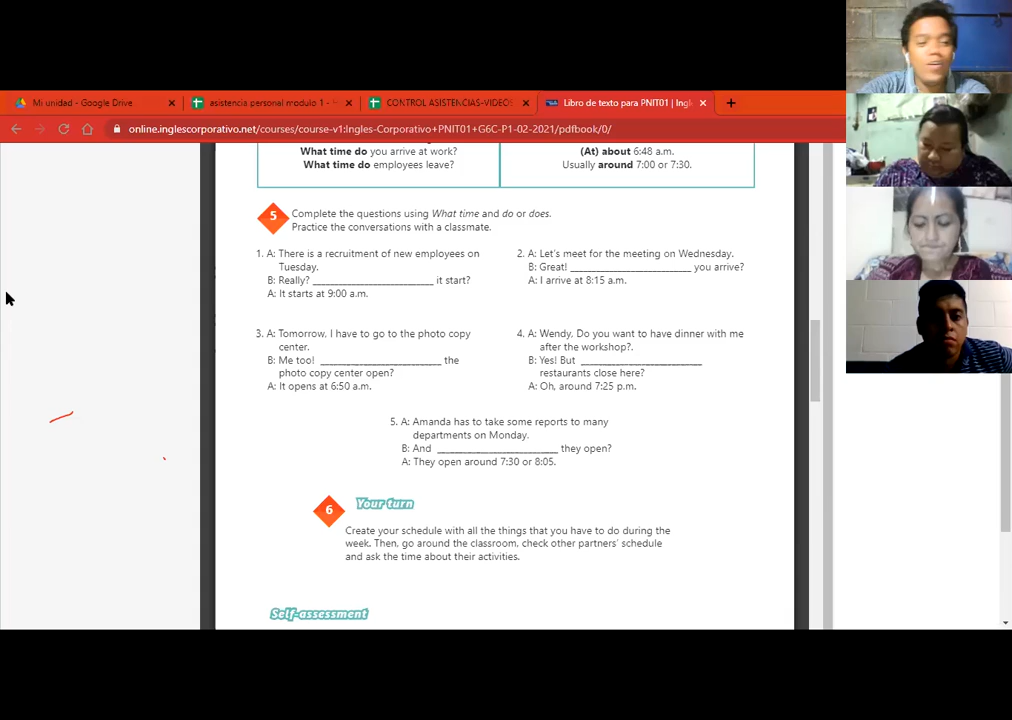 Mi unidad - Google Drive
asistencia personal modulo 1 -
CONTROL ASISTENCIAS-VIDEOS
Libro de texto para PNIT01 | Ingl
online.inglescorporativo.net/courses/course-v1:Ingles-Corporativo+PNIT01+G6C-P1-02-2021/pdfbook/0/
What time do you arrive at work?
(At) about 6:48 a.m.
What time do employees leave?
Usually around 7:00 or 7:30.
5
Complete the questions using What time and do or does.
Practice the conversations with a classmate.
1. A: There is a recruitment of new employees on
Tuesday.
B: Really? ______________________ it start?
A: It starts at 9:00 a.m.
2. A: Let's meet for the meeting on Wednesday.
B: Great! ______________________ you arrive?
A: I arrive at 8:15 a.m.
3. A: Tomorrow, I have to go to the photo copy
center.
B: Me too! ______________________ the
photo copy center open?
A: It opens at 6:50 a.m.
4. A: Wendy, Do you want to have dinner with me
after the workshop?.
B: Yes! But ______________________
restaurants close here?
A: Oh, around 7:25 p.m.
5. A: Amanda has to take some reports to many
departments on Monday.
B: And ______________________ they open?
A: They open around 7:30 or 8:05.
6
Your turn
Create your schedule with all the things that you have to do during the
week. Then, go around the classroom, check other partners' schedule
and ask the time about their activities.
Self-assessment